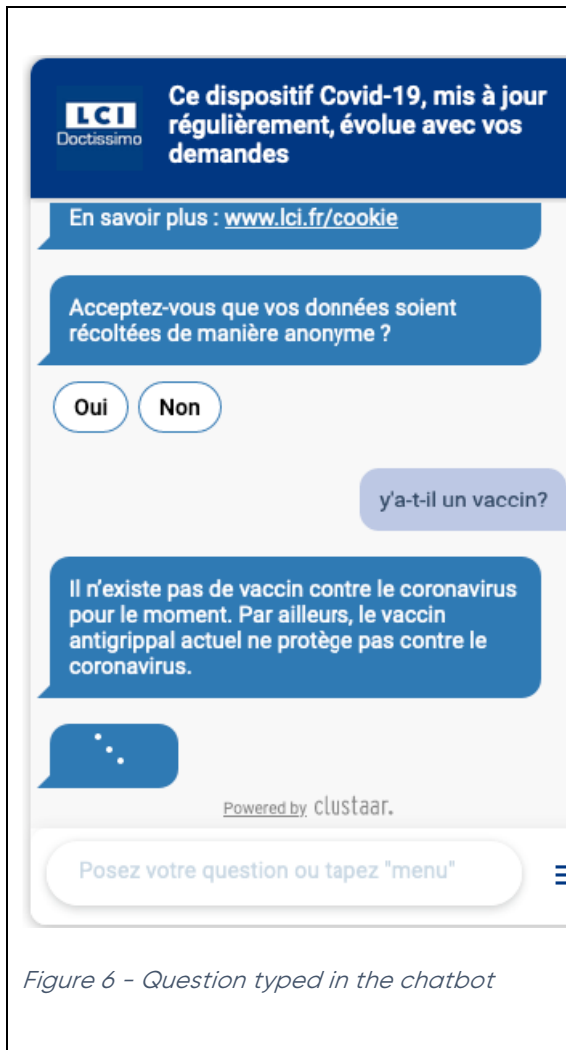 LCI
Doctissimo
Ce dispositif Covid-19, mis à jour
régulièrement, évolue avec vos
demandes
En savoir plus : www.lci.fr/cookie
Acceptez-vous que vos données soient
récoltées de manière anonyme ?
Oui Non
y'a-t-il un vaccin?
Il n’existe pas de vaccin contre le coronavirus
pour le moment. Par ailleurs, le vaccin
antigrippal actuel ne protège pas contre le
coronavirus.
Powered by clustaar.
Posez votre question ou tapez "menu"
Figure 6 – Question typed in the chatbot